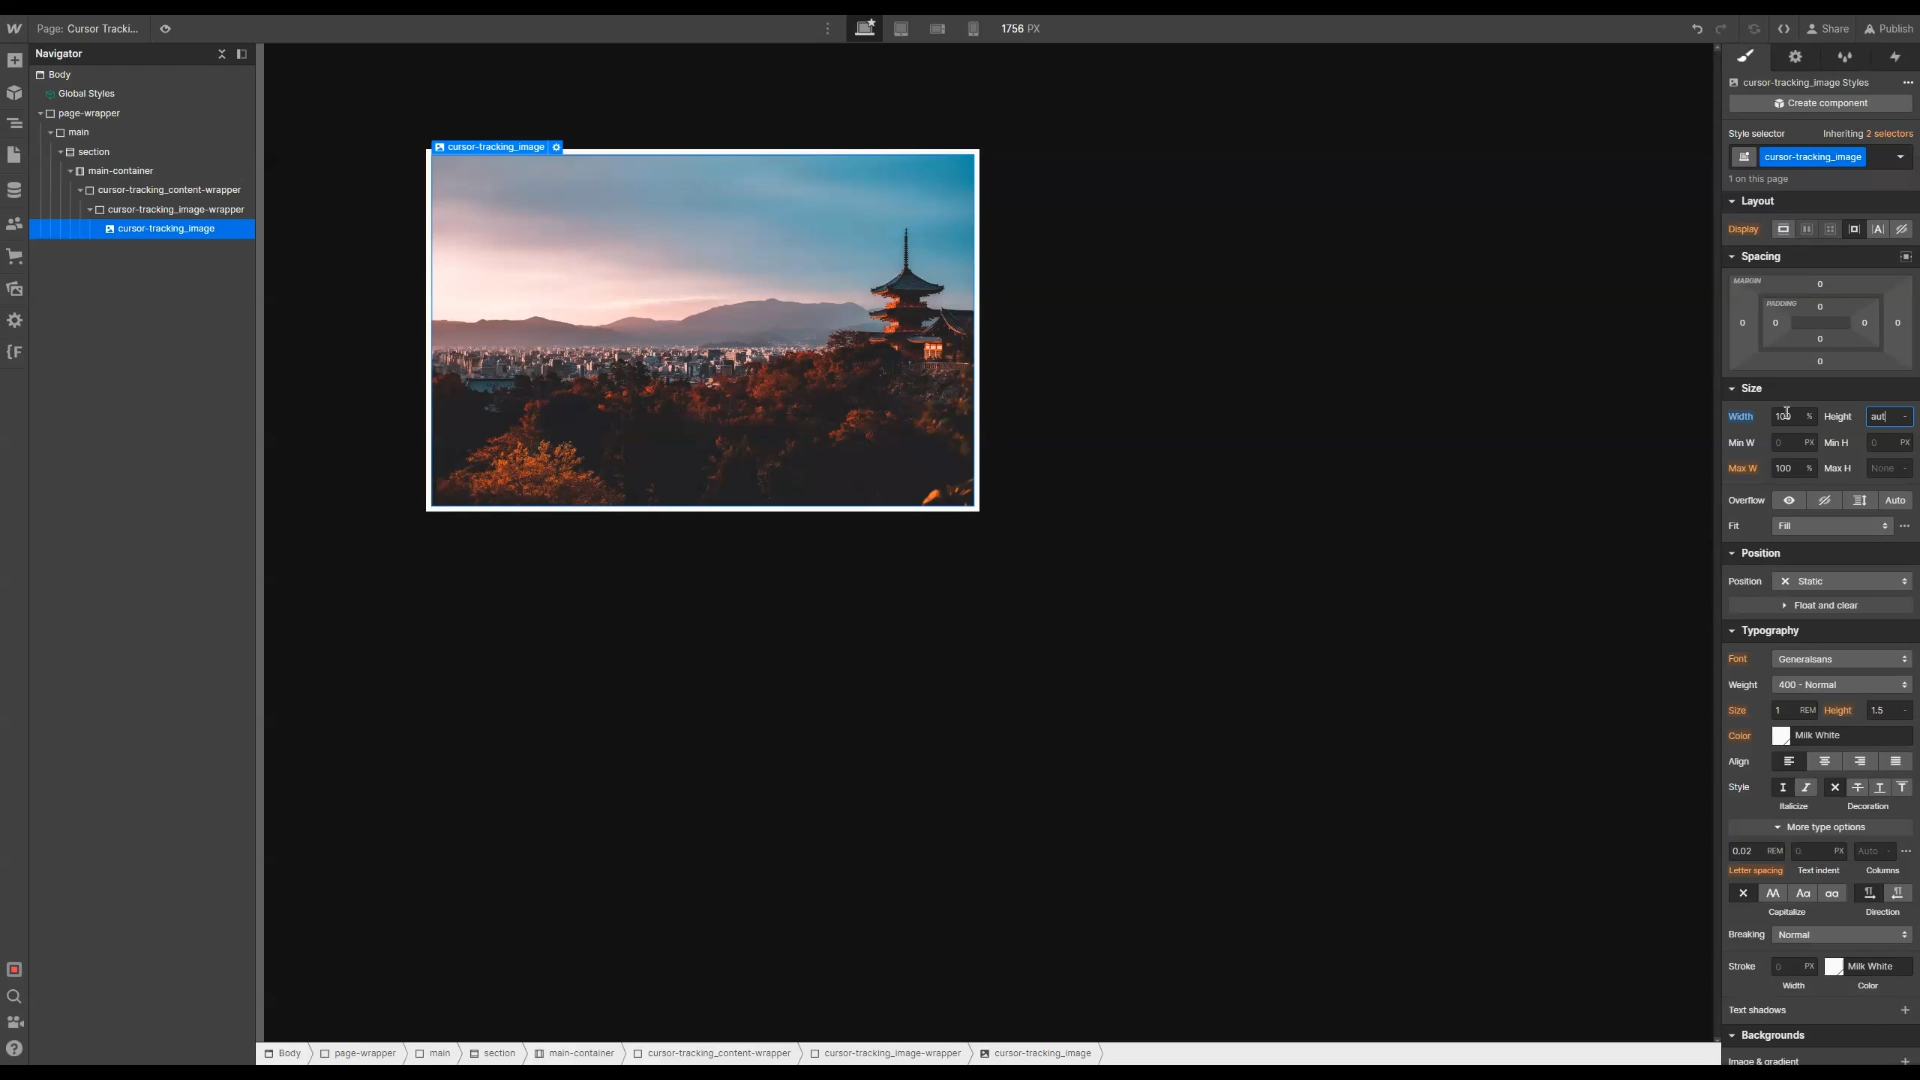 Page: Cursor Tracki...
1756 PX
Share
Publish
Navigator
Body
Global Styles
page-wrapper
main
section
main-container
cursor-tracking_content-wrapper
cursor-tracking_image-wrapper
cursor-tracking_image
cursor-tracking_image
cursor-tracking_image Styles
Create component
Style selector Inheriting 2 selectors
cursor-tracking_image
1 on this page
Layout
Display
Spacing
MARGIN
0
PADDING
0
0 0 0 0
0
0
Size
Width 100 % Height aut -
Min W 0 PX Min H 0 PX
Max W 100 % Max H None -
Overflow Auto
Fit Fill
Position
Position Static
Float and clear
Typography
Font Generalsans
Weight 400 - Normal
Size 1 REM Height 1.5 -
Color Milk White
Align
Style
Italicize Decoration
More type options
0.02 REM 0 PX Auto -
Letter spacing Text indent Columns
AA Aa aa
Capitalize Direction
Breaking Normal
Stroke 0 PX Milk White
Width Color
Text shadows
Backgrounds
Image & gradient
Body page-wrapper main section main-container cursor-tracking_content-wrapper cursor-tracking_image-wrapper cursor-tracking_image